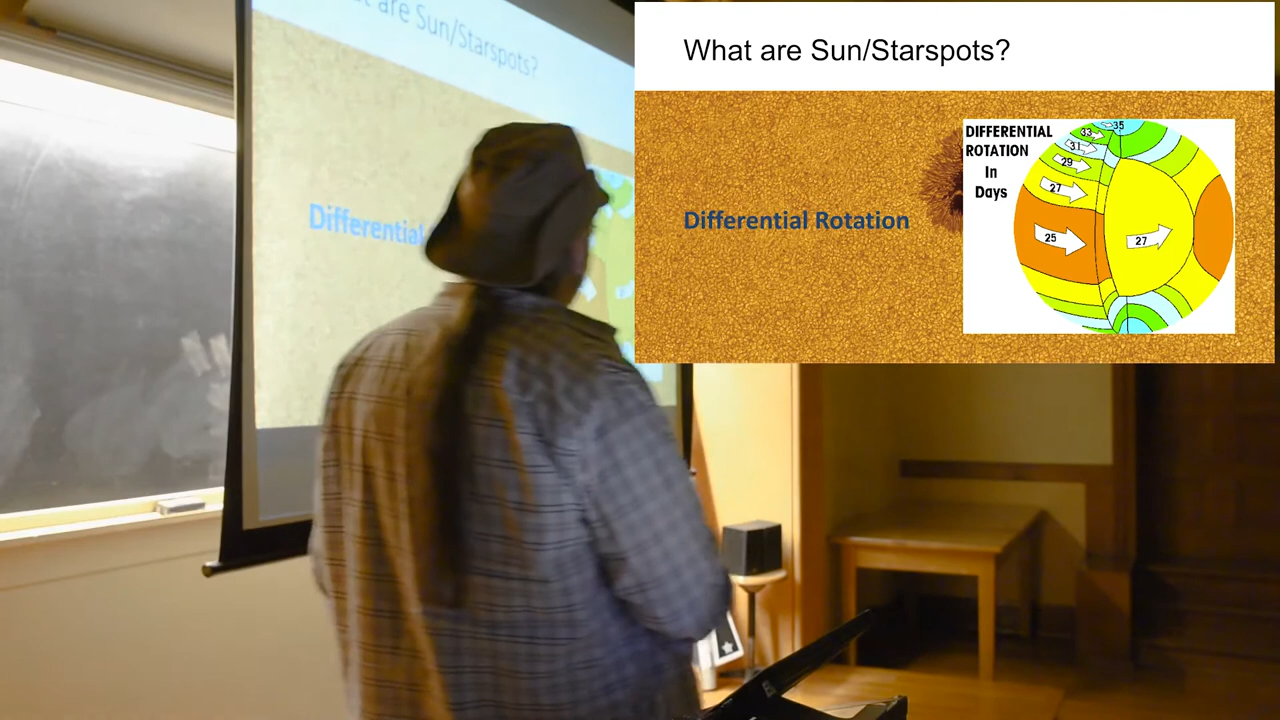 are Sun/Starspots?
Differential
What are Sun/Starspots?
Differential Rotation
DIFFERENTIAL
ROTATION
In
Days
35
33
31
29
27
25
27